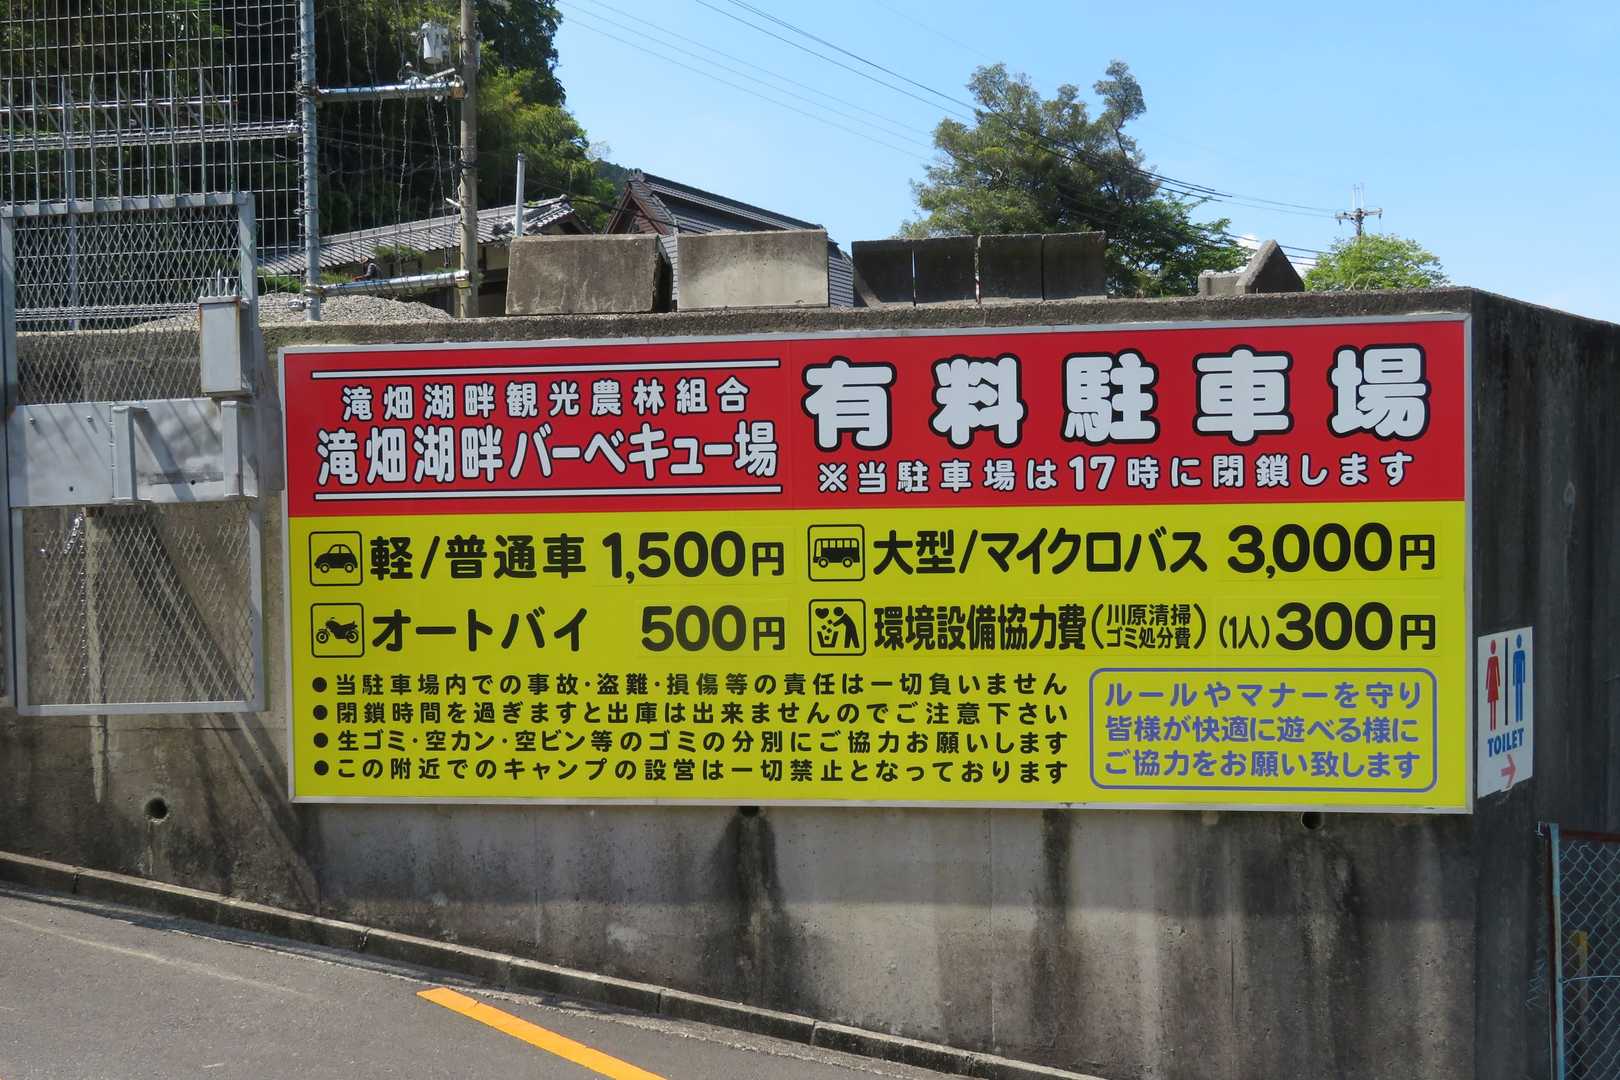 滝畑湖畔観光農林組合
滝畑湖畔バーベキュー場
有料駐車場
※当駐車場は17時に閉鎖します
軽/普通車 1,500円
大型/マイクロバス 3,000円
オートバイ 500円
環境設備協力費(川原清掃ゴミ処分費)(1人)300円
●当駐車場内での事故・盗難・損傷等の責任は一切負いません
●閉鎖時間を過ぎますと出庫は出来ませんのでご注意下さい
●生ゴミ・空カン・空ビン等のゴミの分別にご協力お願いします
●この附近でのキャンプの設営は一切禁止となっております
ルールやマナーを守り
皆様が快適に遊べる様に
ご協力をお願い致します
TOILET